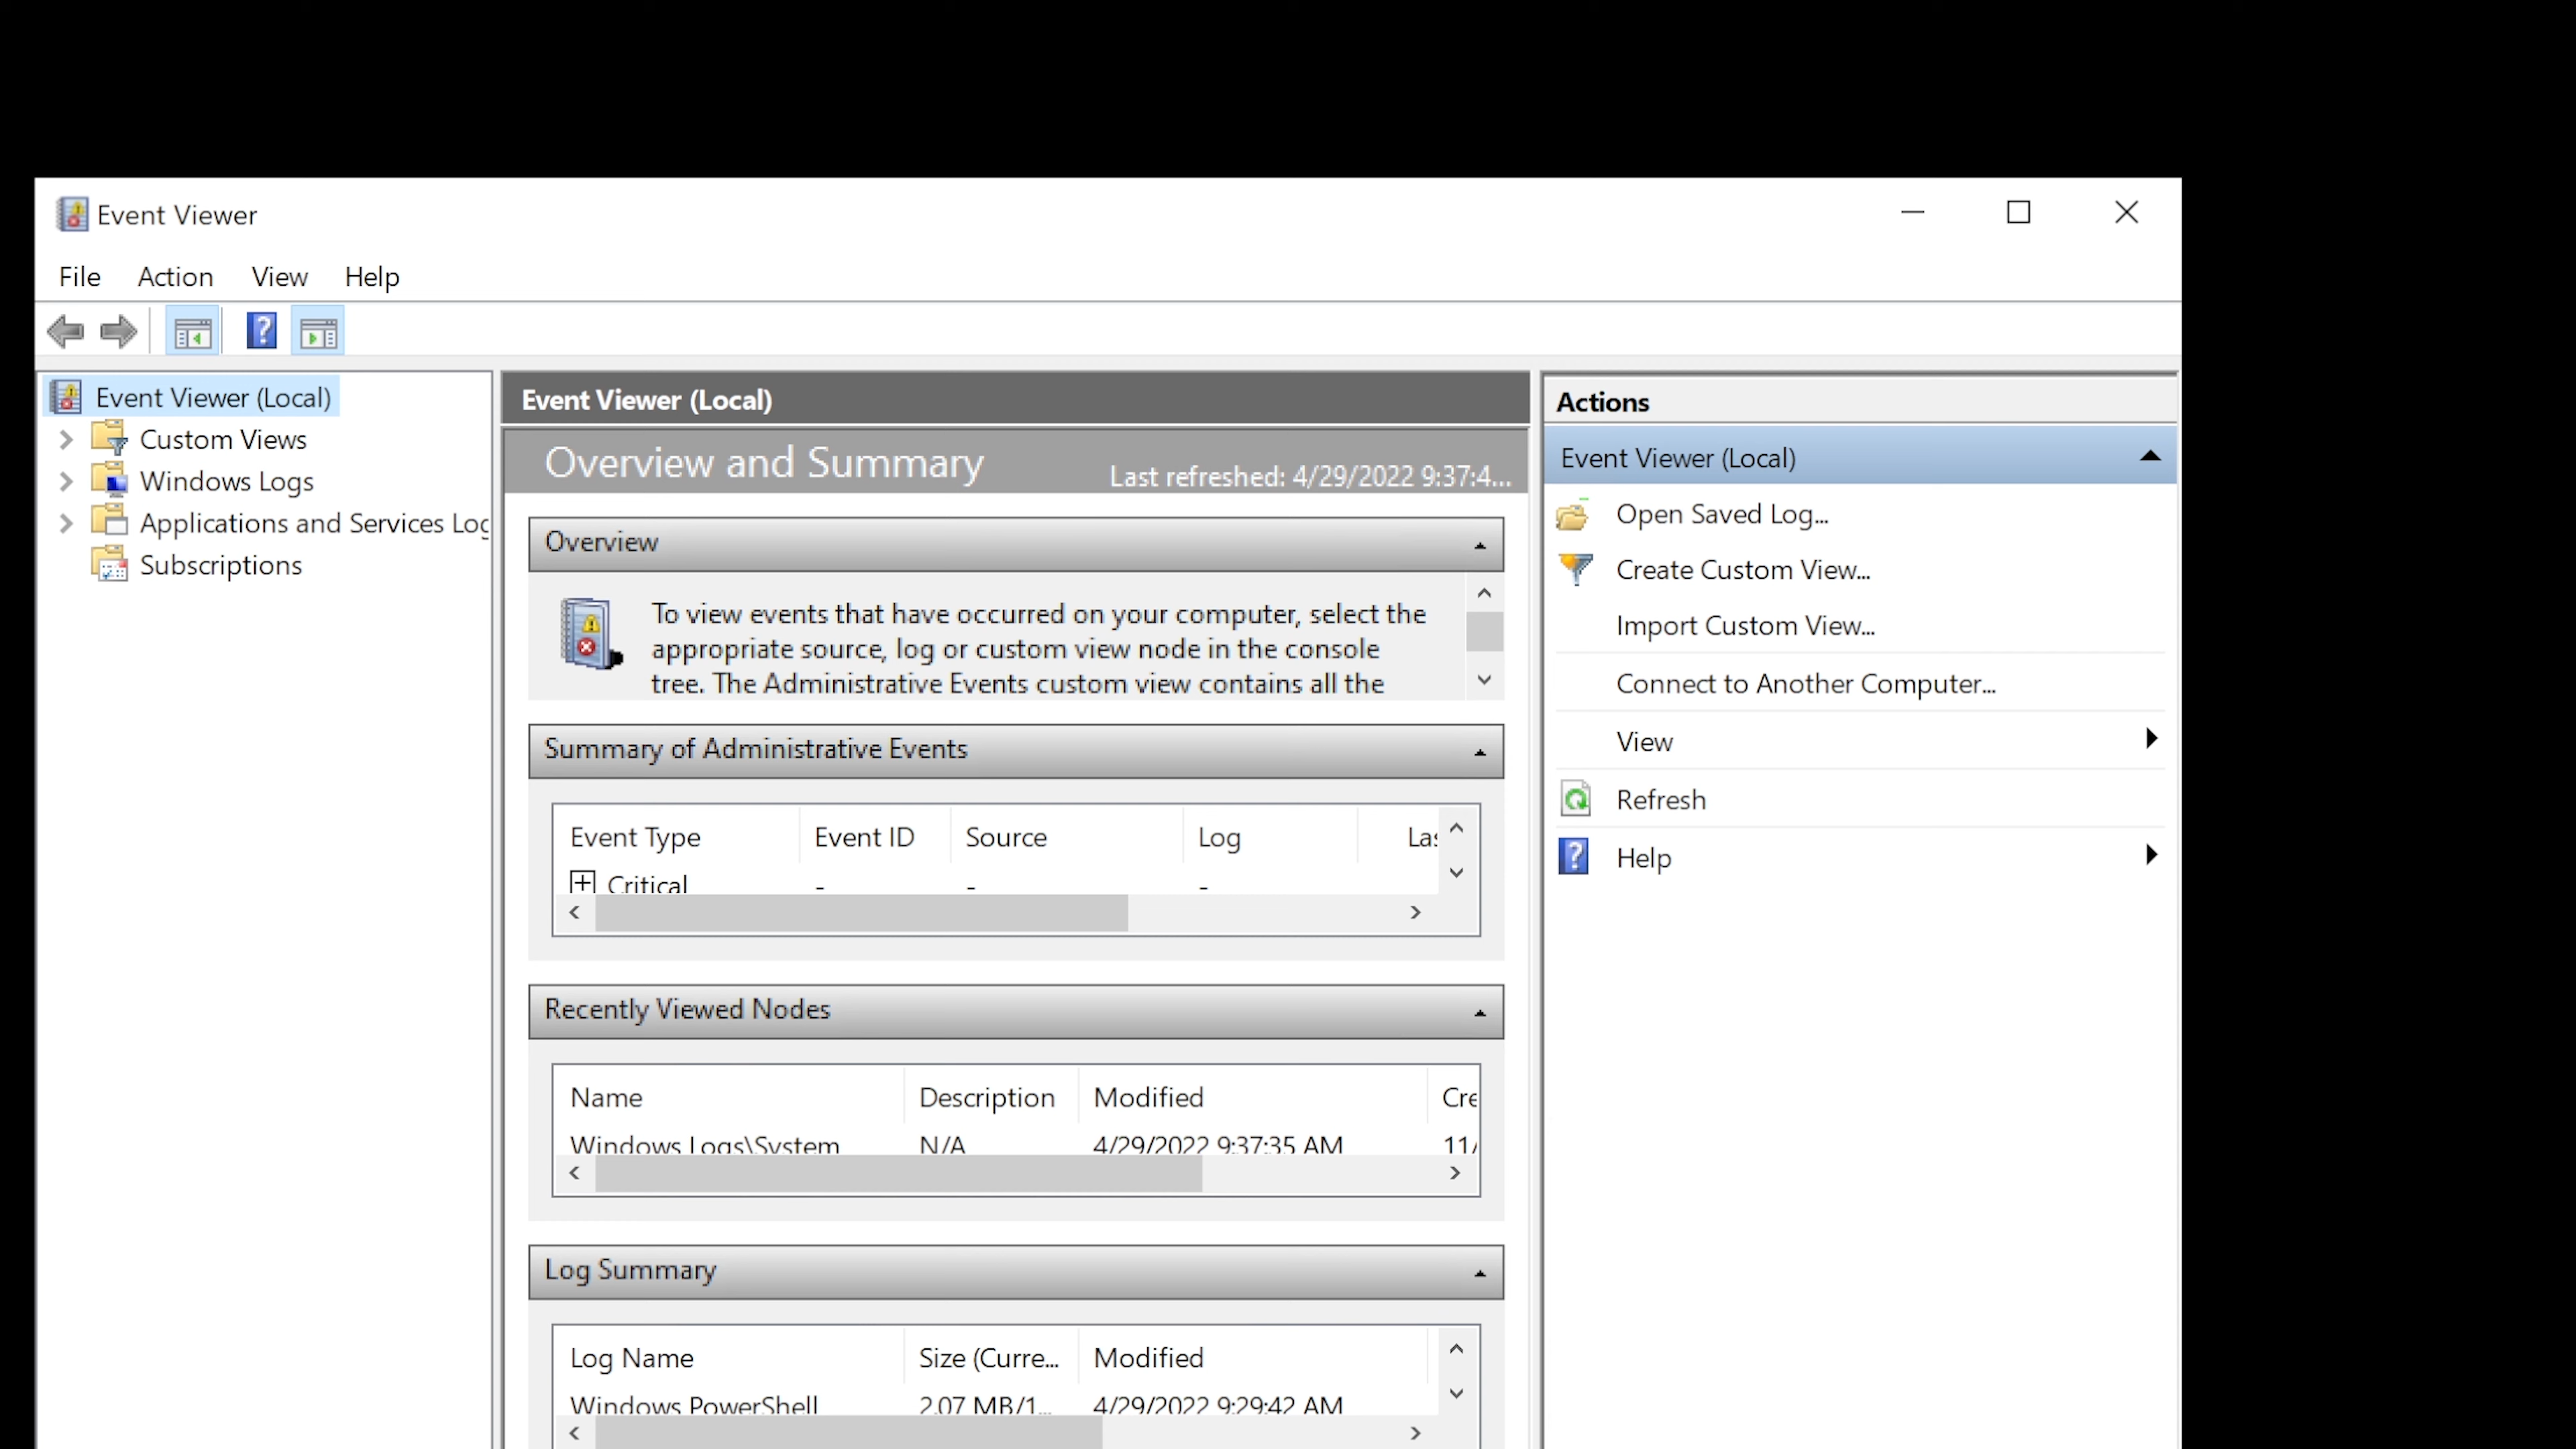 Event Viewer
File Action View Help
Event Viewer (Local)
Custom Views
Windows Logs
Applications and Services Log
Subscriptions
Event Viewer (Local)
Overview and Summary Last refreshed: 4/29/2022 9:37:4...
Overview
To view events that have occurred on your computer, select the
appropriate source, log or custom view node in the console
tree. The Administrative Events custom view contains all the
Summary of Administrative Events
Event Type Event ID Source Log Las
Critical - - -
Recently Viewed Nodes
Name Description Modified Cre
Windows Logs\System N/A 4/29/2022 9:37:35 AM 11/
Log Summary
Log Name Size (Curre... Modified
Windows PowerShell 2.07 MB/1... 4/29/2022 9:29:42 AM
Actions
Event Viewer (Local)
Open Saved Log...
Create Custom View...
Import Custom View...
Connect to Another Computer...
View
Refresh
Help